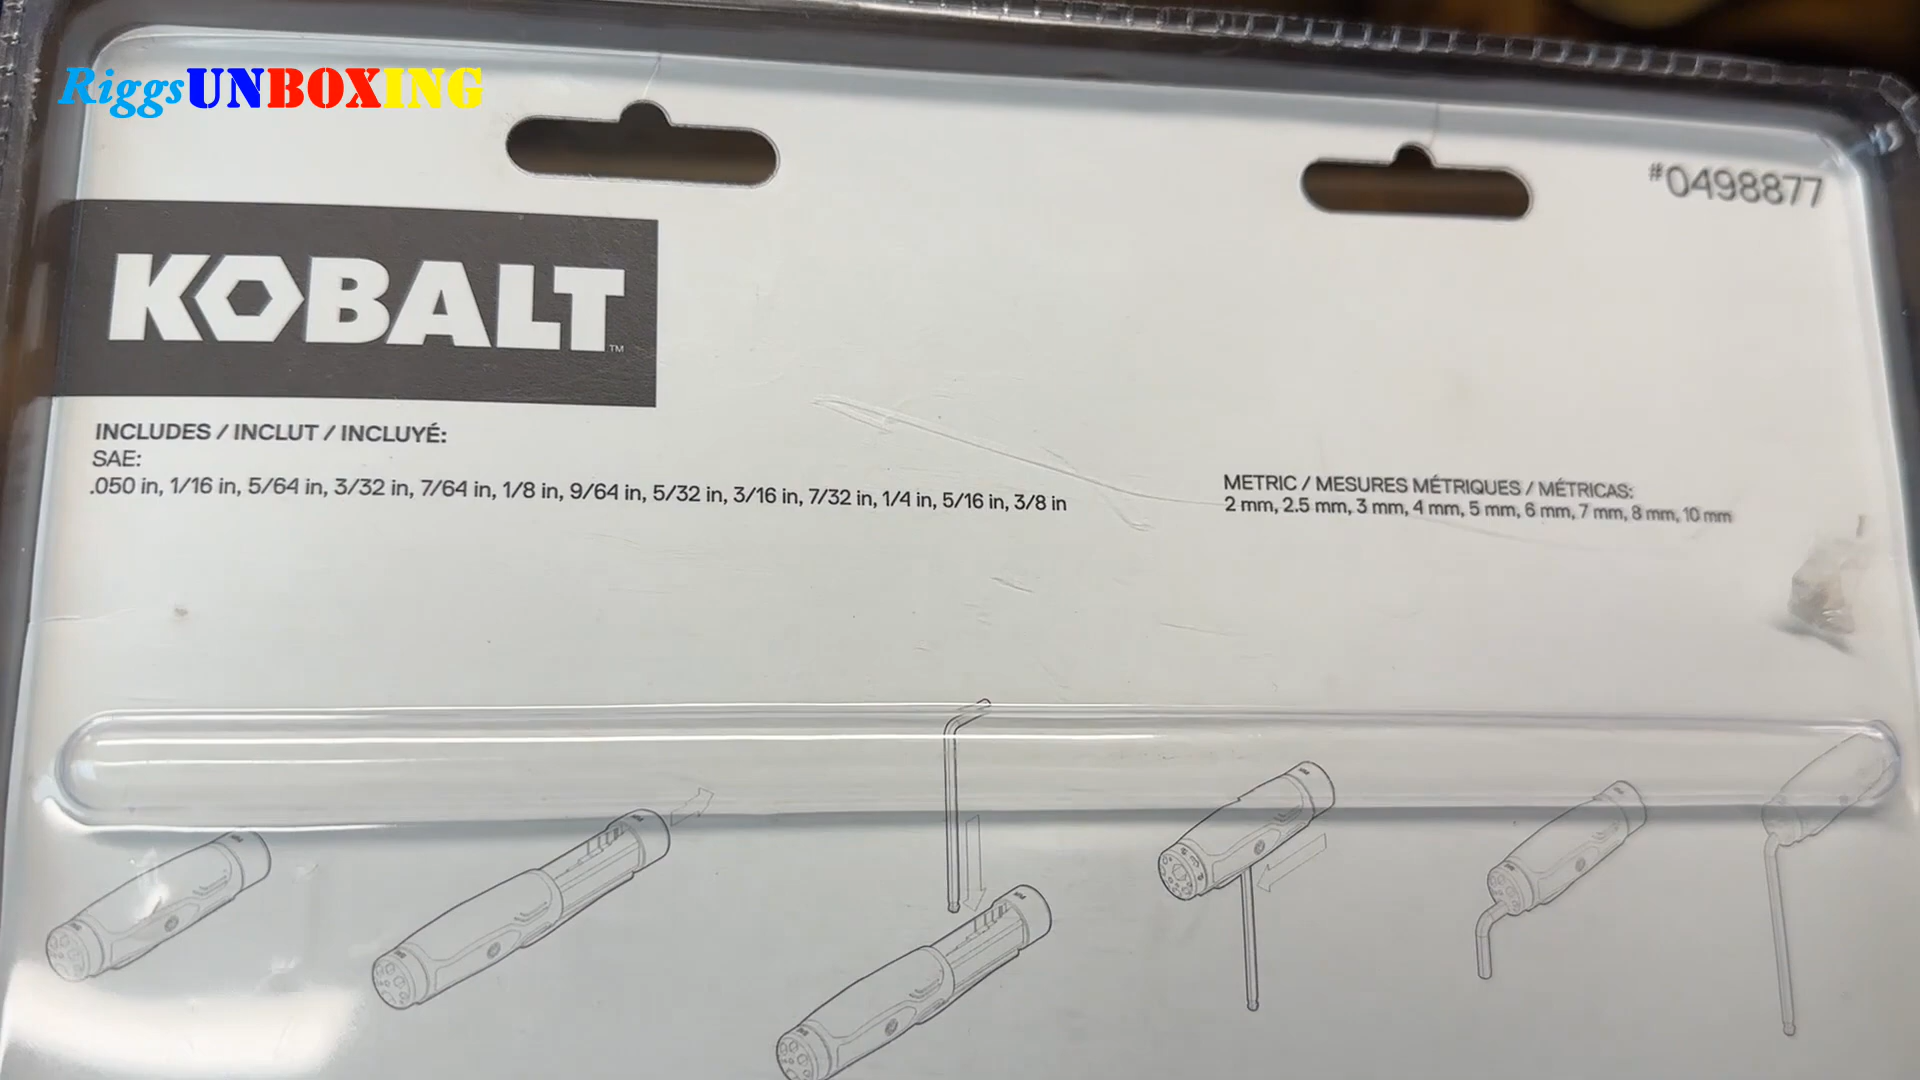 RiggsUNBOXING
#0498877
KOBALT™
INCLUDES / INCLUT / INCLUYÉ:
SAE:
.050 in, 1/16 in, 5/64 in, 3/32 in, 7/64 in, 1/8 in, 9/64 in, 5/32 in, 3/16 in, 7/32 in, 1/4 in, 5/16 in, 3/8 in
METRIC / MESURES MÉTRIQUES / MÉTRICAS:
2 mm, 2.5 mm, 3 mm, 4 mm, 5 mm, 6 mm, 7 mm, 8 mm, 10 mm